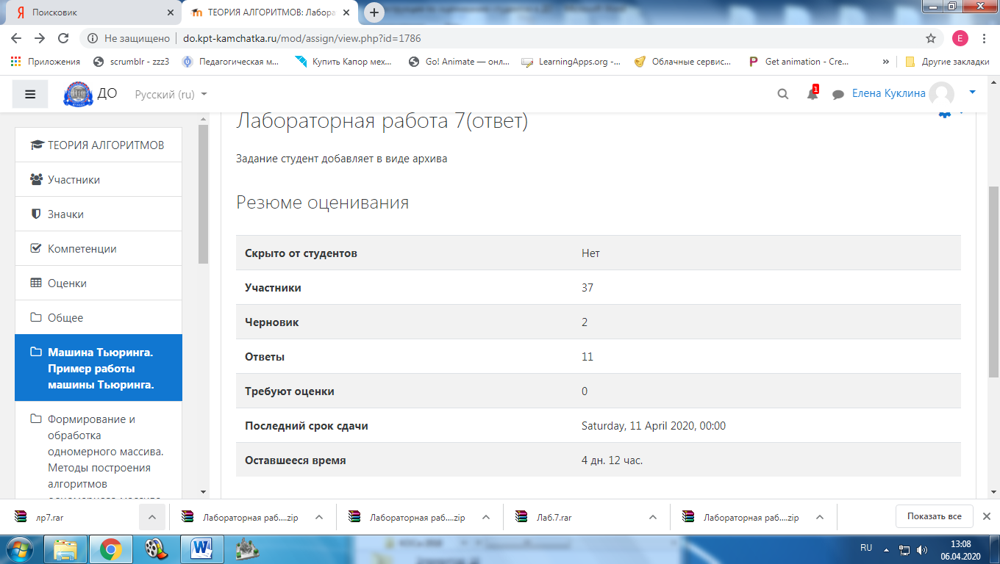 Поисковик
ТЕОРИЯ АЛГОРИТМОВ: Лабора
Не защищено
do.kpt-kamchatka.ru/mod/assign/view.php?id=1786
E
Приложения
scrumblr - zzz3
Педагогическая м...
Купить Капор мех...
Go! Animate — онл...
LearningApps.org -...
Облачные сервис...
Get animation - Cre...
»
Другие закладки
ДО
Русский (ru)
1
Елена Куклина
ТЕОРИЯ АЛГОРИТМОВ
Участники
Значки
Компетенции
Оценки
Общее
Машина Тьюринга.
Пример работы
машины Тьюринга.
Формирование и
обработка
одномерного массива.
Методы построения
алгоритмов
Лабораторная работа 7(ответ)
Задание студент добавляет в виде архива
Резюме оценивания
Скрыто от студентов Нет
Участники 37
Черновик 2
Ответы 11
Требуют оценки 0
Последний срок сдачи Saturday, 11 April 2020, 00:00
Оставшееся время 4 дн. 12 час.
лр7.rar
Лабораторная раб....zip
Лабораторная раб....zip
Лаб.7.rar
Лабораторная раб....zip
Показать все
RU
13:08
06.04.2020